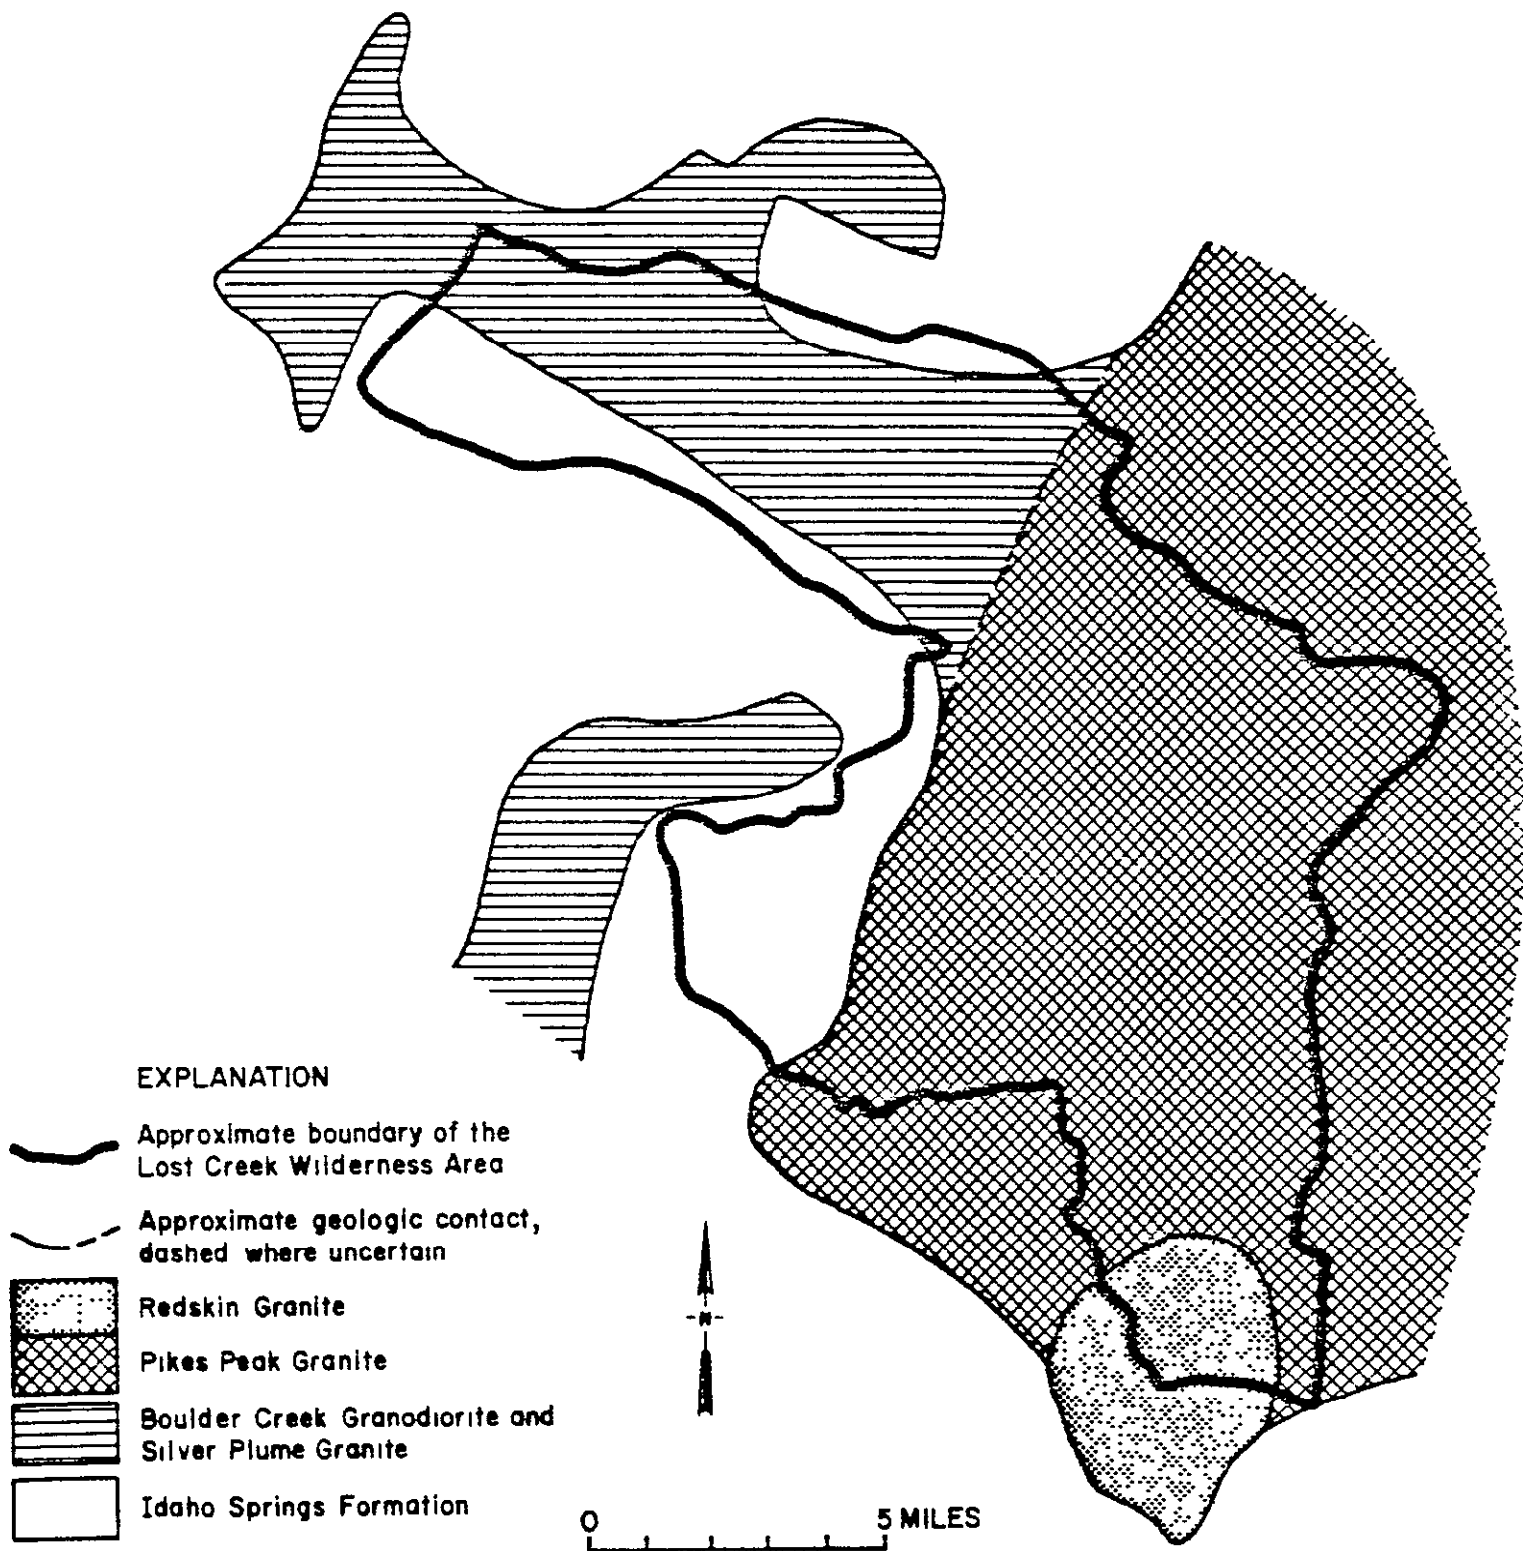 EXPLANATION
Approximate boundary of the
Lost Creek Wilderness Area
Approximate geologic contact,
dashed where uncertain
Redskin Granite
Pikes Peak Granite
Boulder Creek Granodiorite and
Silver Plume Granite
Idaho Springs Formation
N
0 5 MILES